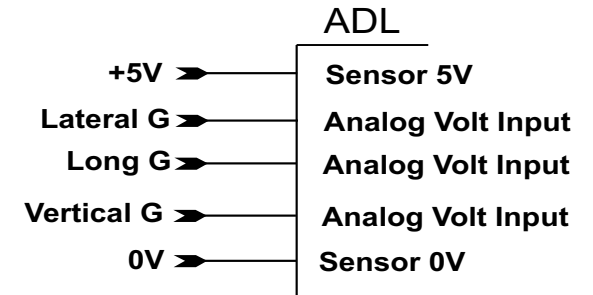 ADL
+5V Sensor 5V
Lateral G Analog Volt Input
Long G Analog Volt Input
Vertical G Analog Volt Input
0V Sensor 0V